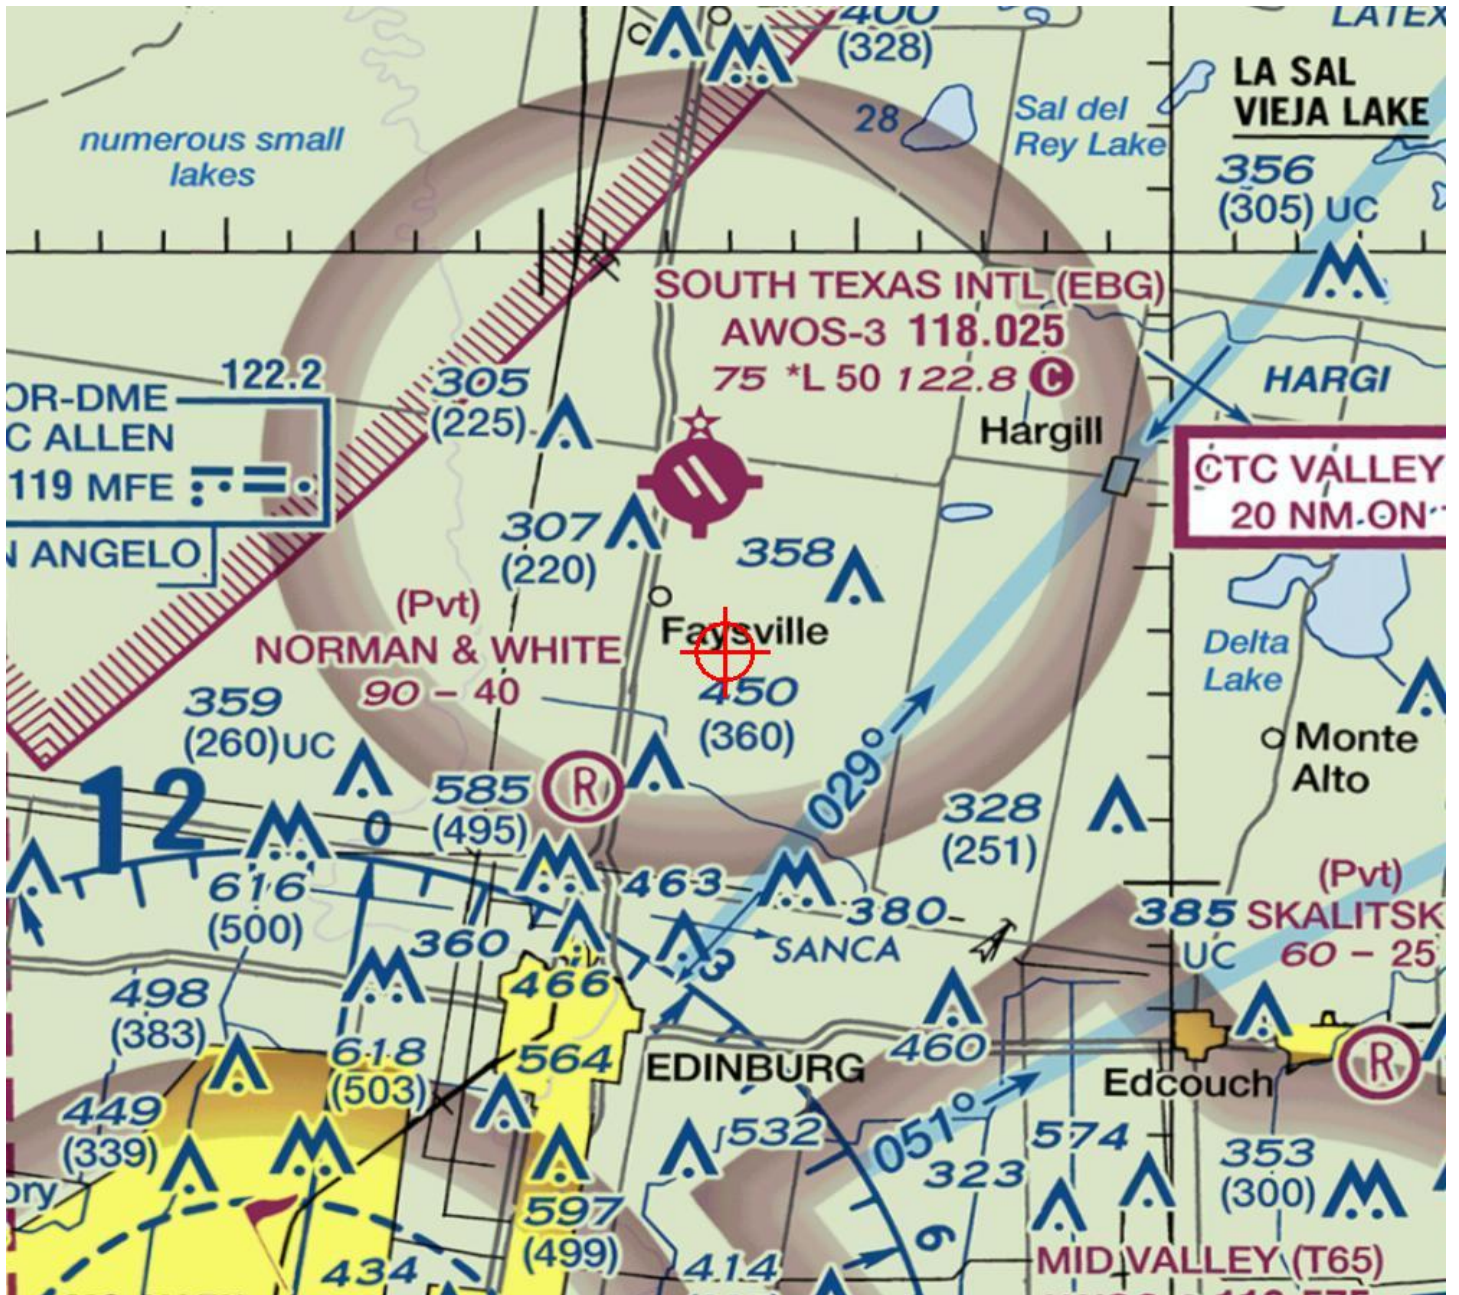 400
(328)
LATEX
LA SAL
VIEJA LAKE
28
Sal del
Rey Lake
numerous small
lakes
356
(305) UC
SOUTH TEXAS INTL (EBG)
AWOS-3 118.025
75 *L 50 122.8 C
122.2
OR-DME
C ALLEN
119 MFE
N ANGELO
305
(225)
Hargill
HARGI
CTC VALLEY
20 NM ON
307
(220)
358
Faysville
(Pvt)
NORMAN & WHITE
90 - 40
450
(360)
Delta
Lake
359
(260)UC
029°
Monte
Alto
12
0
585
(495)
R
328
(251)
616
(500)
463
380
SANCA
3
(Pvt)
385 SKALITSK
UC 60 - 25
360
466
498
(383)
618
(503)
564
EDINBURG
460
Edcouch
R
449
(339)
532
051°
574
323
353
(300)
ory
597
(499)
6
434
414
MID VALLEY (T65)